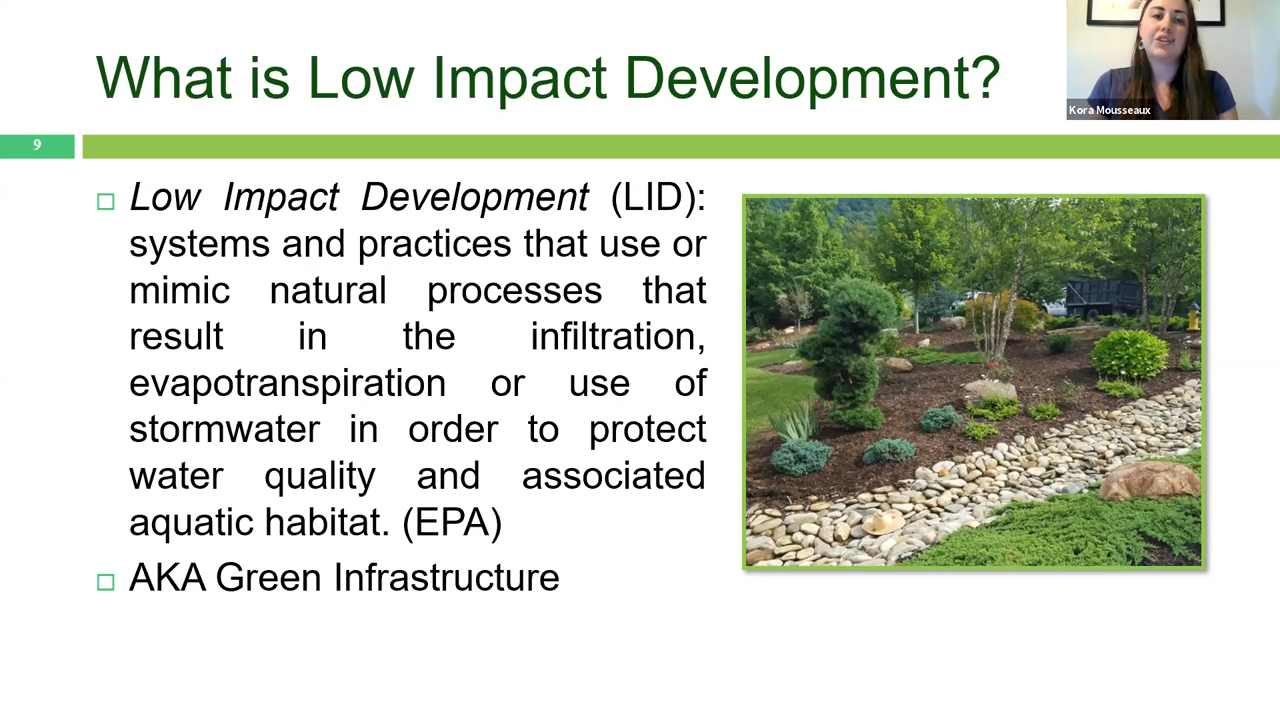 What is Low Impact Development?
Kora Mousseaux
9
Low Impact Development (LID):
systems and practices that use or
mimic natural processes that
result in the infiltration,
evapotranspiration or use of
stormwater in order to protect
water quality and associated
aquatic habitat. (EPA)
AKA Green Infrastructure